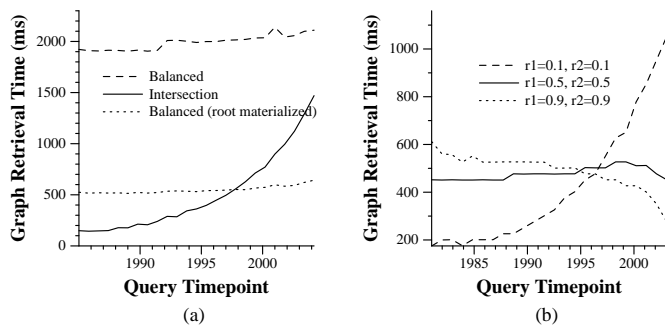 Graph Retrieval Time (ms)
2000
1500
1000
500
0
Balanced
Intersection
Balanced (root materialized)
1990 1995 2000
Query Timepoint
(a)
Graph Retrieval Time (ms)
1000
800
600
400
200
r1=0.1, r2=0.1
r1=0.5, r2=0.5
r1=0.9, r2=0.9
1985 1990 1995 2000
Query Timepoint
(b)